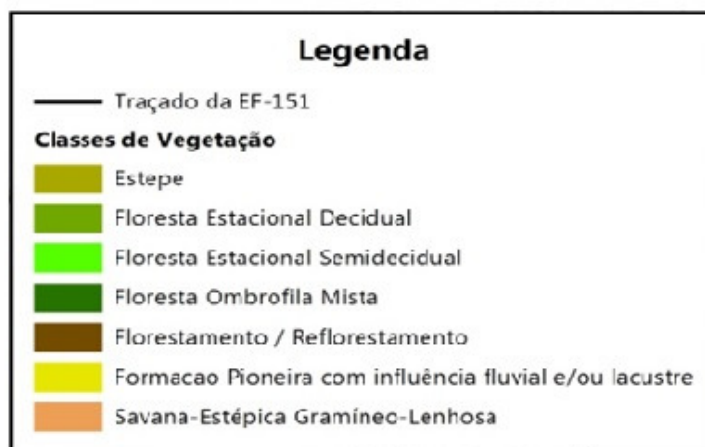 Legenda
Traçado da EF-151
Classes de Vegetação
Estepe
Floresta Estacional Decidual
Floresta Estacional Semidecidual
Floresta Ombrofila Mista
Florestamento / Reflorestamento
Formacao Pioneira com influência fluvial e/ou lacustre
Savana-Estépica Gramíneo-Lenhosa